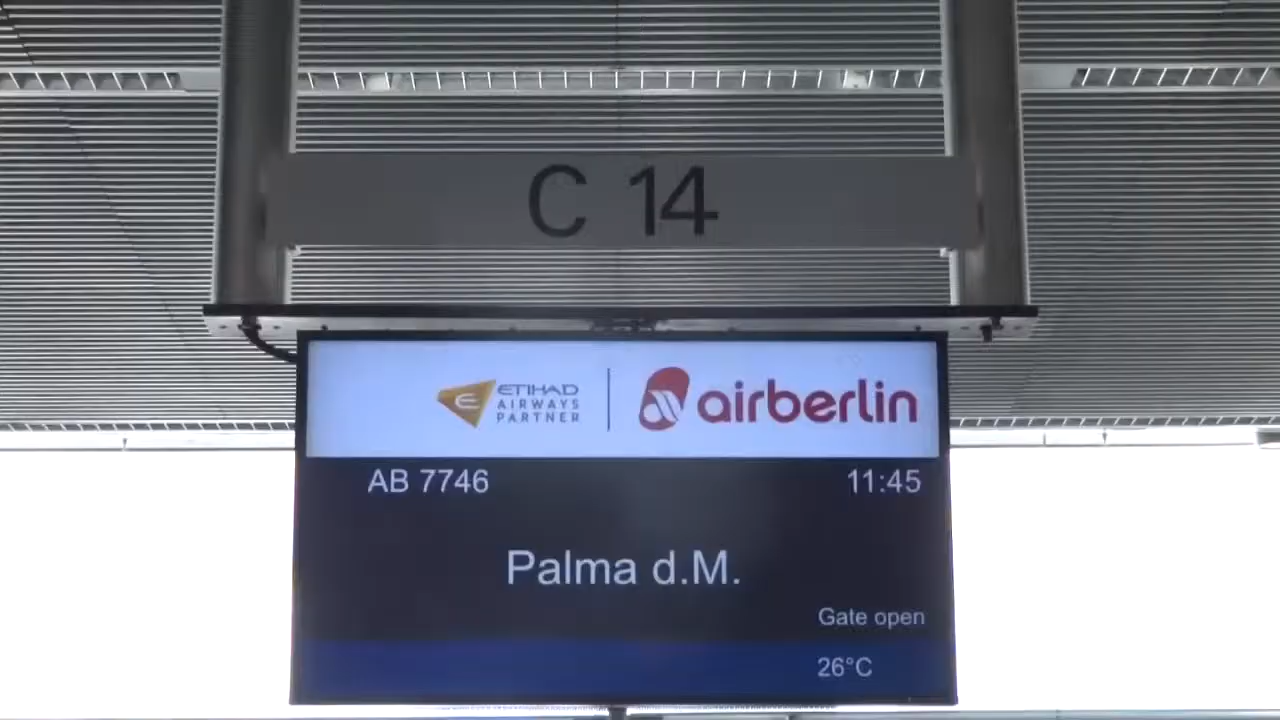 C 14
ETIHAD
AIRWAYS
PARTNER
airberlin
AB 7746 11:45
Palma d.M.
Gate open
26°C